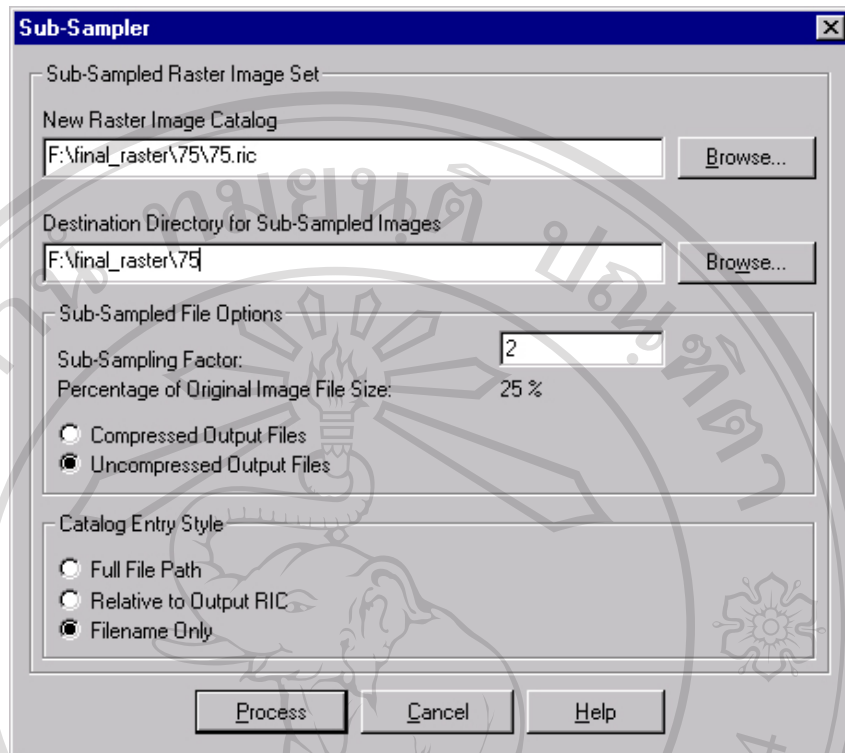 Sub-Sampler
Sub-Sampled Raster Image Set
New Raster Image Catalog
F:\final_raster\75\75.ric
Browse...
Destination Directory for Sub-Sampled Images
F:\final_raster\75
Browse...
Sub-Sampled File Options
Sub-Sampling Factor:
2
Percentage of Original Image File Size:
25 %
Compressed Output Files
Uncompressed Output Files
Catalog Entry Style
Full File Path
Relative to Output RIC
Filename Only
Process
Cancel
Help